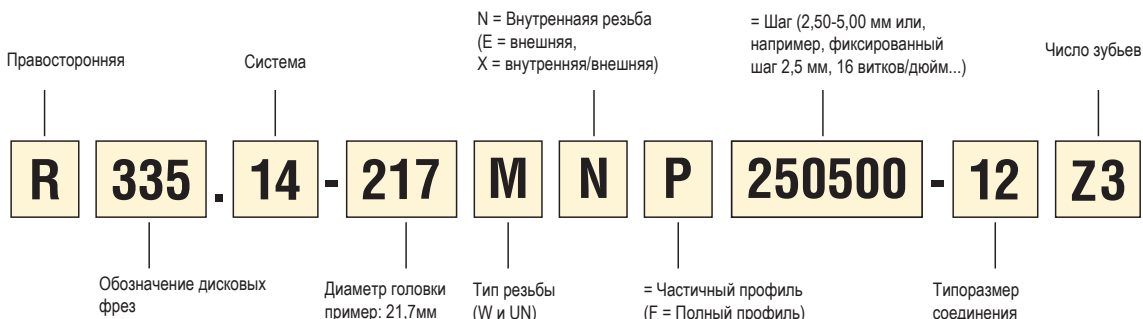 N = Внутреннаяя резьба
(E = внешняя,
X = внутренняя/внешняя)
= Шаг (2,50-5,00 мм или,
например, фиксированный
шаг 2,5 мм, 16 витков/дюйм...)
Правосторонняя
Система
Число зубьев
R 335 . 14 - 217 M N P 250500 - 12 Z3
Обозначение дисковых
фрез
Диаметр головки
пример: 21,7мм
Тип резьбы
(W и UN)
= Частичный профиль
(F = Полный профиль)
Типоразмер
соединения